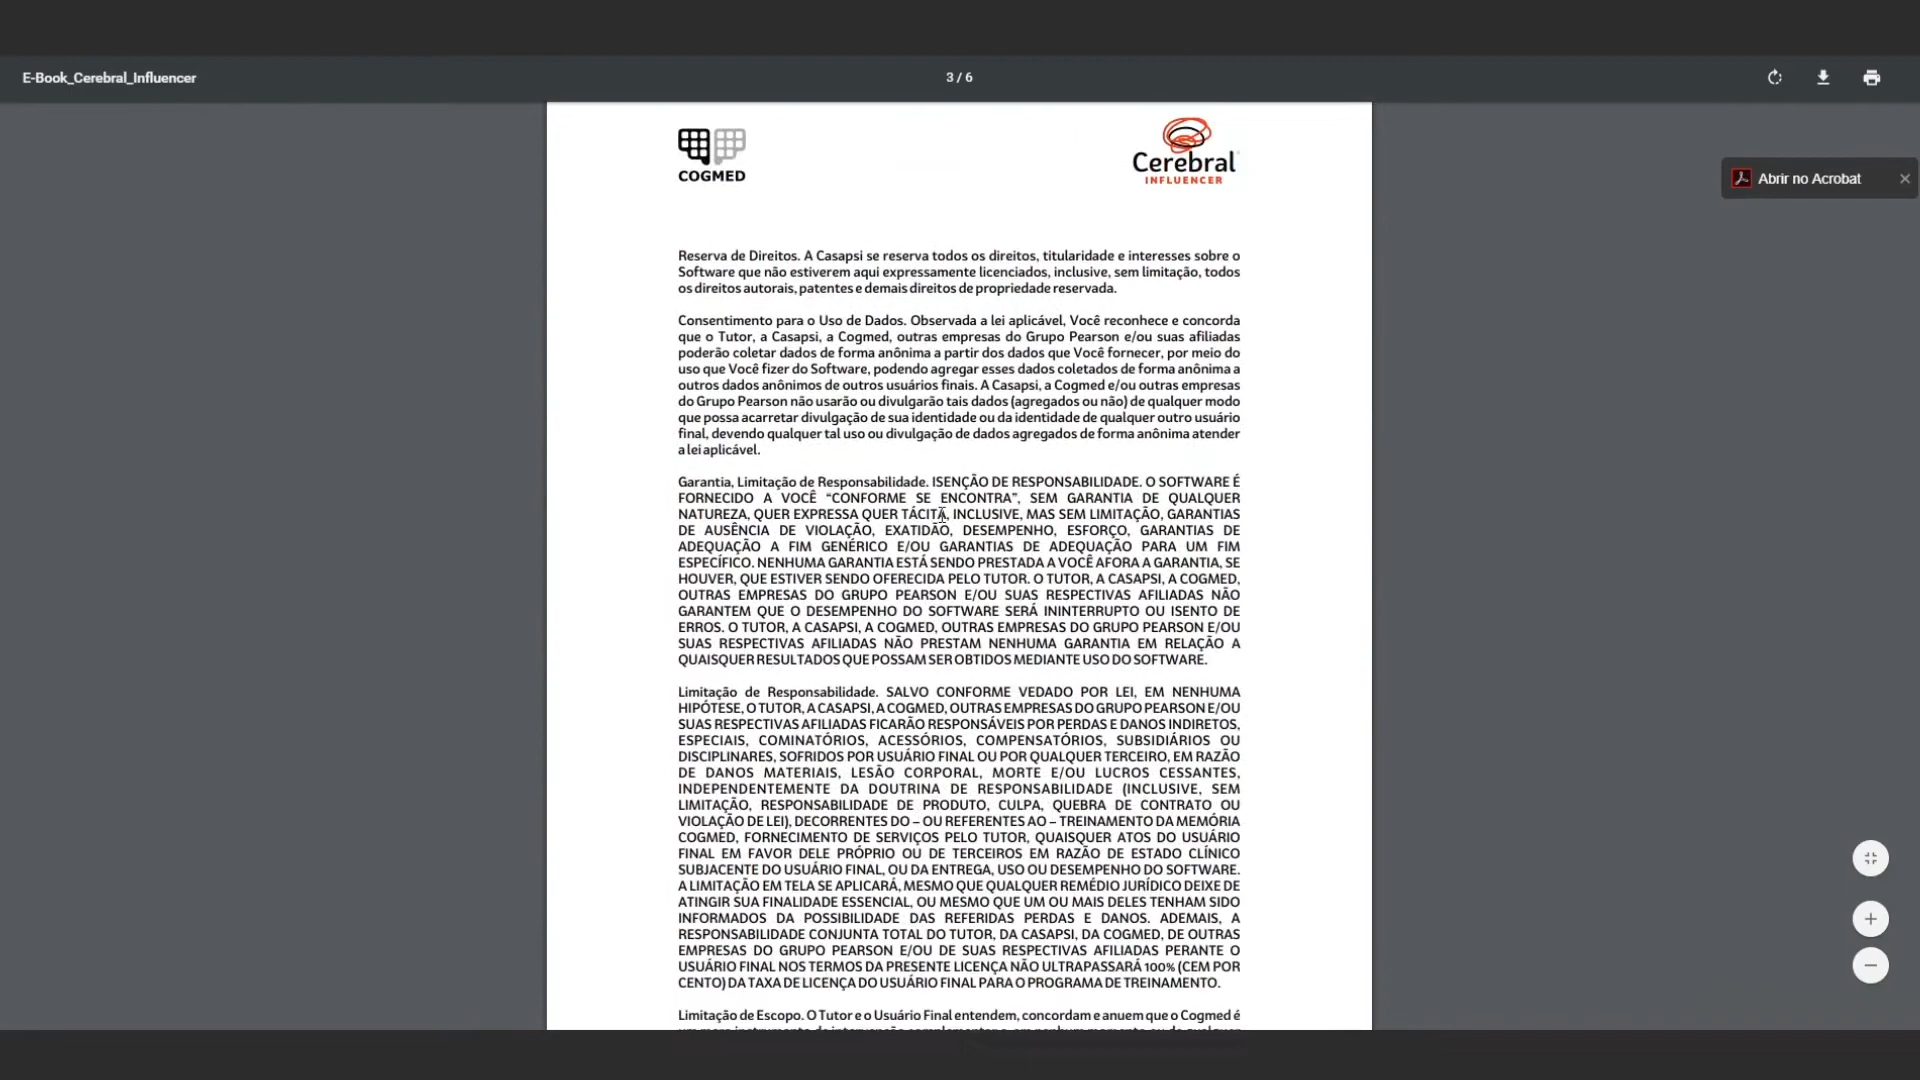 E-Book_Cerebral_Influencer
3 / 6
COGMED
Cerebral
INFLUENCER
Abrir no Acrobat
Reserva de Direitos. A Casapsi se reserva todos os direitos, titularidade e interesses sobre o
Software que não estiverem aqui expressamente licenciados, inclusive, sem limitação, todos
os direitos autorais, patentes e demais direitos de propriedade reservada.
Consentimento para o Uso de Dados. Observada a lei aplicável, Você reconhece e concorda
que o Tutor, a Casapsi, a Cogmed, outras empresas do Grupo Pearson e/ou suas afiliadas
poderão coletar dados de forma anônima a partir dos dados que Você fornecer, por meio do
uso que Você fizer do Software, podendo agregar esses dados coletados de forma anônima a
outros dados anônimos de outros usuários finais. A Casapsi, a Cogmed e/ou outras empresas
do Grupo Pearson não usarão ou divulgarão tais dados (agregados ou não) de qualquer modo
que possa acarretar divulgação de sua identidade ou da identidade de qualquer outro usuário
final, devendo qualquer tal uso ou divulgação de dados agregados de forma anônima atender
a lei aplicável.
Garantia, Limitação de Responsabilidade. ISENÇÃO DE RESPONSABILIDADE. O SOFTWARE É
FORNECIDO A VOCÊ “CONFORME SE ENCONTRA”, SEM GARANTIA DE QUALQUER
NATUREZA, QUER EXPRESSA QUER TÁCITA, INCLUSIVE, MAS SEM LIMITAÇÃO, GARANTIAS
DE AUSÊNCIA DE VIOLAÇÃO, EXATIDÃO, DESEMPENHO, ESFORÇO, GARANTIAS DE
ADEQUAÇÃO A FIM GENÉRICO E/OU GARANTIAS DE ADEQUAÇÃO PARA UM FIM
ESPECÍFICO. NENHUMA GARANTIA ESTÁ SENDO PRESTADA A VOCÊ AFORA A GARANTIA, SE
HOUVER, QUE ESTIVER SENDO OFERECIDA PELO TUTOR. O TUTOR, A CASAPSI, A COGMED,
OUTRAS EMPRESAS DO GRUPO PEARSON E/OU SUAS RESPECTIVAS AFILIADAS NÃO
GARANTEM QUE O DESEMPENHO DO SOFTWARE SERÁ ININTERRUPTO OU ISENTO DE
ERROS. O TUTOR, A CASAPSI, A COGMED, OUTRAS EMPRESAS DO GRUPO PEARSON E/OU
SUAS RESPECTIVAS AFILIADAS NÃO PRESTAM NENHUMA GARANTIA EM RELAÇÃO A
QUAISQUER RESULTADOS QUE POSSAM SER OBTIDOS MEDIANTE USO DO SOFTWARE.
Limitação de Responsabilidade. SALVO CONFORME VEDADO POR LEI, EM NENHUMA
HIPÓTESE, O TUTOR, A CASAPSI, A COGMED, OUTRAS EMPRESAS DO GRUPO PEARSON E/OU
SUAS RESPECTIVAS AFILIADAS FICARÃO RESPONSÁVEIS POR PERDAS E DANOS INDIRETOS,
ESPECIAIS, COMINATÓRIOS, ACESSÓRIOS, COMPENSATÓRIOS, SUBSIDIÁRIOS OU
DISCIPLINARES, SOFRIDOS POR USUÁRIO FINAL OU POR QUALQUER TERCEIRO, EM RAZÃO
DE DANOS MATERIAIS, LESÃO CORPORAL, MORTE E/OU LUCROS CESSANTES,
INDEPENDENTEMENTE DA DOUTRINA DE RESPONSABILIDADE (INCLUSIVE, SEM
LIMITAÇÃO, RESPONSABILIDADE DE PRODUTO, CULPA, QUEBRA DE CONTRATO OU
VIOLAÇÃO DE LEI), DECORRENTES DO – OU REFERENTES AO – TREINAMENTO DA MEMÓRIA
COGMED, FORNECIMENTO DE SERVIÇOS PELO TUTOR, QUAISQUER ATOS DO USUÁRIO
FINAL EM FAVOR DELE PRÓPRIO OU DE TERCEIROS EM RAZÃO DE ESTADO CLÍNICO
SUBJACENTE DO USUÁRIO FINAL, OU DA ENTREGA, USO OU DESEMPENHO DO SOFTWARE.
A LIMITAÇÃO EM TELA SE APLICARÁ, MESMO QUE QUALQUER REMÉDIO JURÍDICO DEIXE DE
ATINGIR SUA FINALIDADE ESSENCIAL, OU MESMO QUE UM OU MAIS DELES TENHAM SIDO
INFORMADOS DA POSSIBILIDADE DAS REFERIDAS PERDAS E DANOS. ADEMAIS, A
RESPONSABILIDADE CONJUNTA TOTAL DO TUTOR, DA CASAPSI, DA COGMED, DE OUTRAS
EMPRESAS DO GRUPO PEARSON E/OU DE SUAS RESPECTIVAS AFILIADAS PERANTE O
USUÁRIO FINAL NOS TERMOS DA PRESENTE LICENÇA NÃO ULTRAPASSARÁ 100% (CEM POR
CENTO) DA TAXA DE LICENÇA DO USUÁRIO FINAL PARA O PROGRAMA DE TREINAMENTO.
Limitação de Escopo. O Tutor e o Usuário Final entendem, concordam e anuem que o Cogmed é